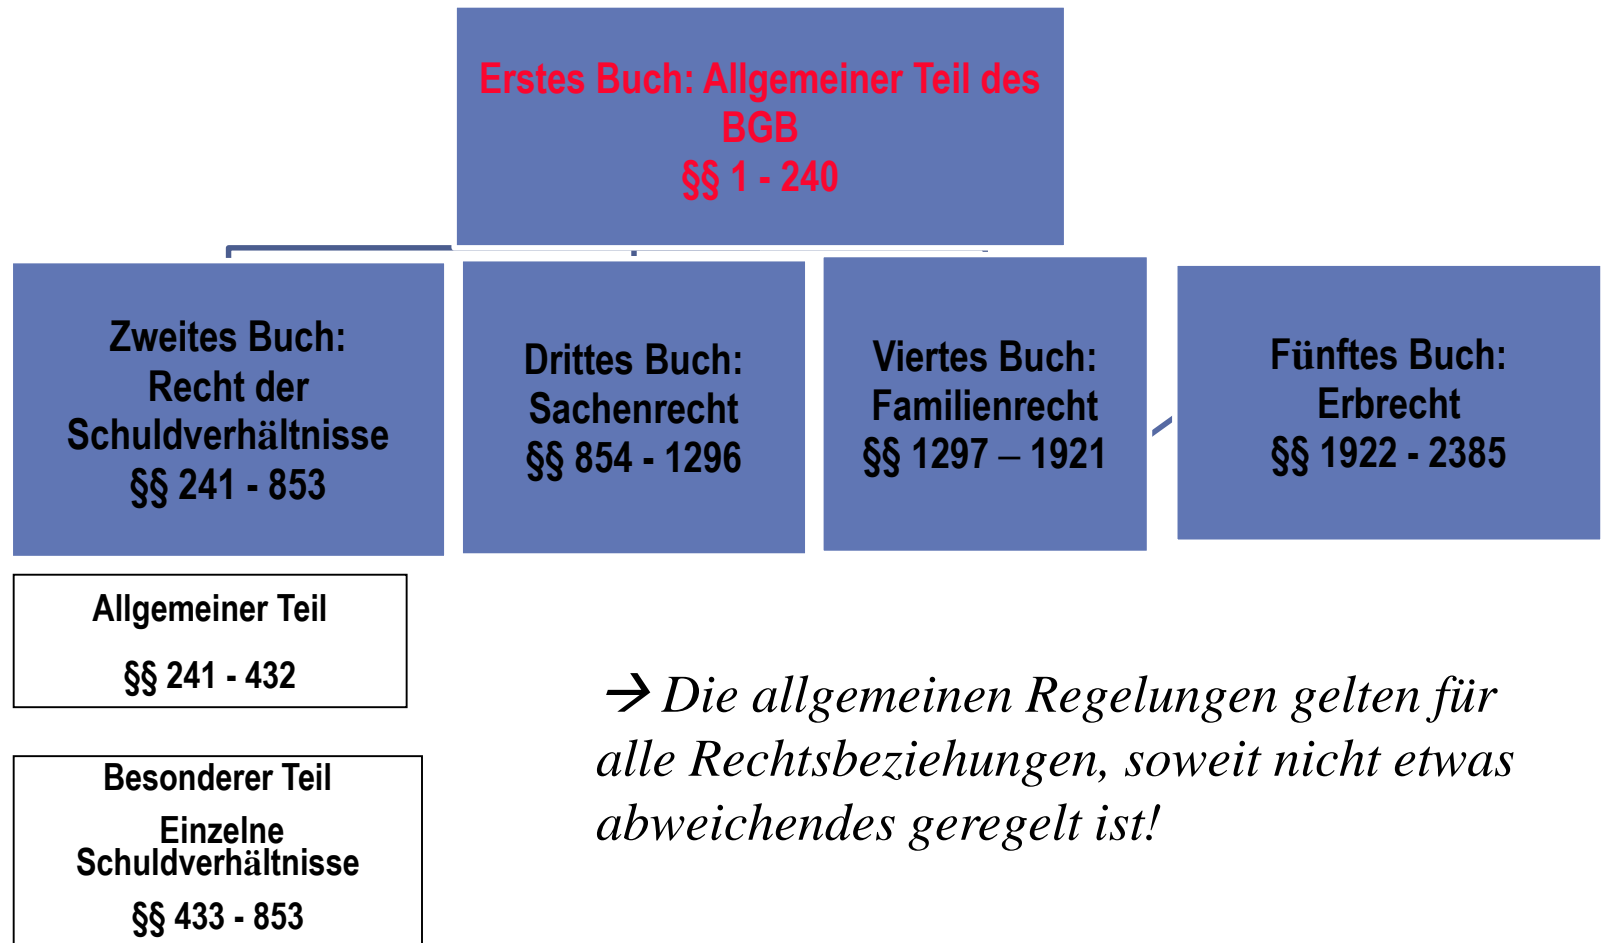 Erstes Buch: Allgemeiner Teil des
BGB
§§ 1 - 240
Zweites Buch:
Recht der
Schuldverhältnisse
§§ 241 - 853
Drittes Buch:
Sachenrecht
§§ 854 - 1296
Viertes Buch:
Familienrecht
§§ 1297 – 1921
Fünftes Buch:
Erbrecht
§§ 1922 - 2385
Allgemeiner Teil
§§ 241 - 432
Besonderer Teil
Einzelne
Schuldverhältnisse
§§ 433 - 853
→ Die allgemeinen Regelungen gelten für
alle Rechtsbeziehungen, soweit nicht etwas
abweichendes geregelt ist!